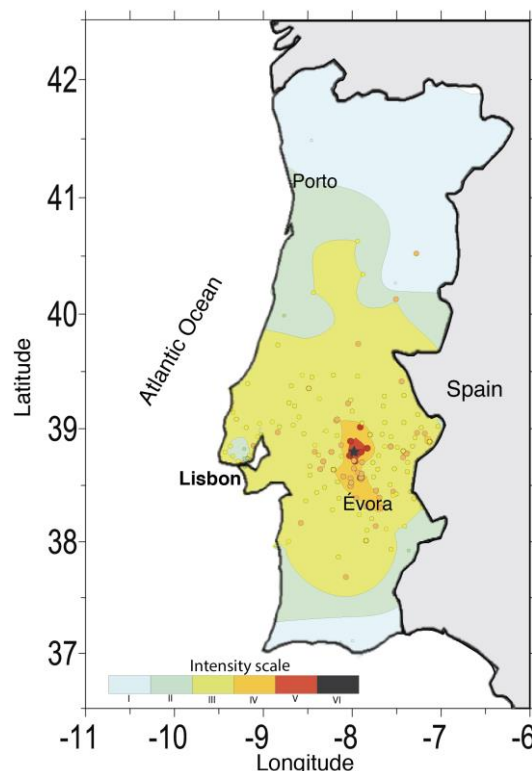 42
41
40
39
38
37
Latitude
Porto
Atlantic Ocean
Spain
Lisbon
Évora
Intensity scale
I II III IV V VI
-11 -10 -9 -8 -7 -6
Longitude